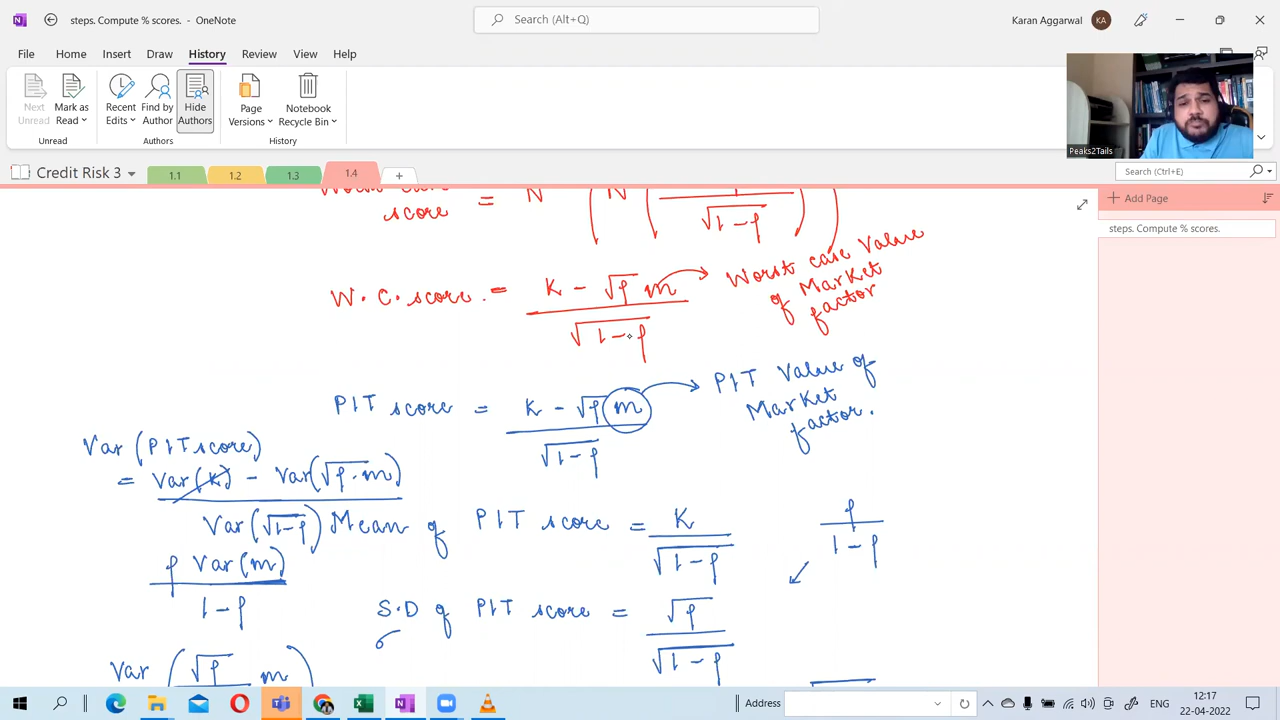 steps. Compute % scores. - OneNote
Search (Alt+Q)
Karan Aggarwal KA
File Home Insert Draw History Review View Help
Next Unread
Mark as Read
Recent Edits
Find by Author
Hide Authors
Page Versions
Notebook Recycle Bin
Unread Authors History
Peaks2Tails
Credit Risk 3 1.1 1.2 1.3 1.4 +
Search (Ctrl+E)
Add Page
steps. Compute % scores.
score = N ( N ( √1-ρ ) )
W.C.score = K - √ρ m / √1-ρ
Worst case Value
of Market
factor
PIT score = K - √ρ m / √1-ρ
PIT Value of
Market
factor.
Var (PIT score)
= Var(K) - Var(√ρ.m) / Var(√1-ρ)
Mean of PIT score = K / √1-ρ
ρ / 1-ρ
ρ Var(m) / 1-ρ
S.D of PIT score = √ρ / √1-ρ
Var ( √ρ m )
Address
ENG
12:17
22-04-2022